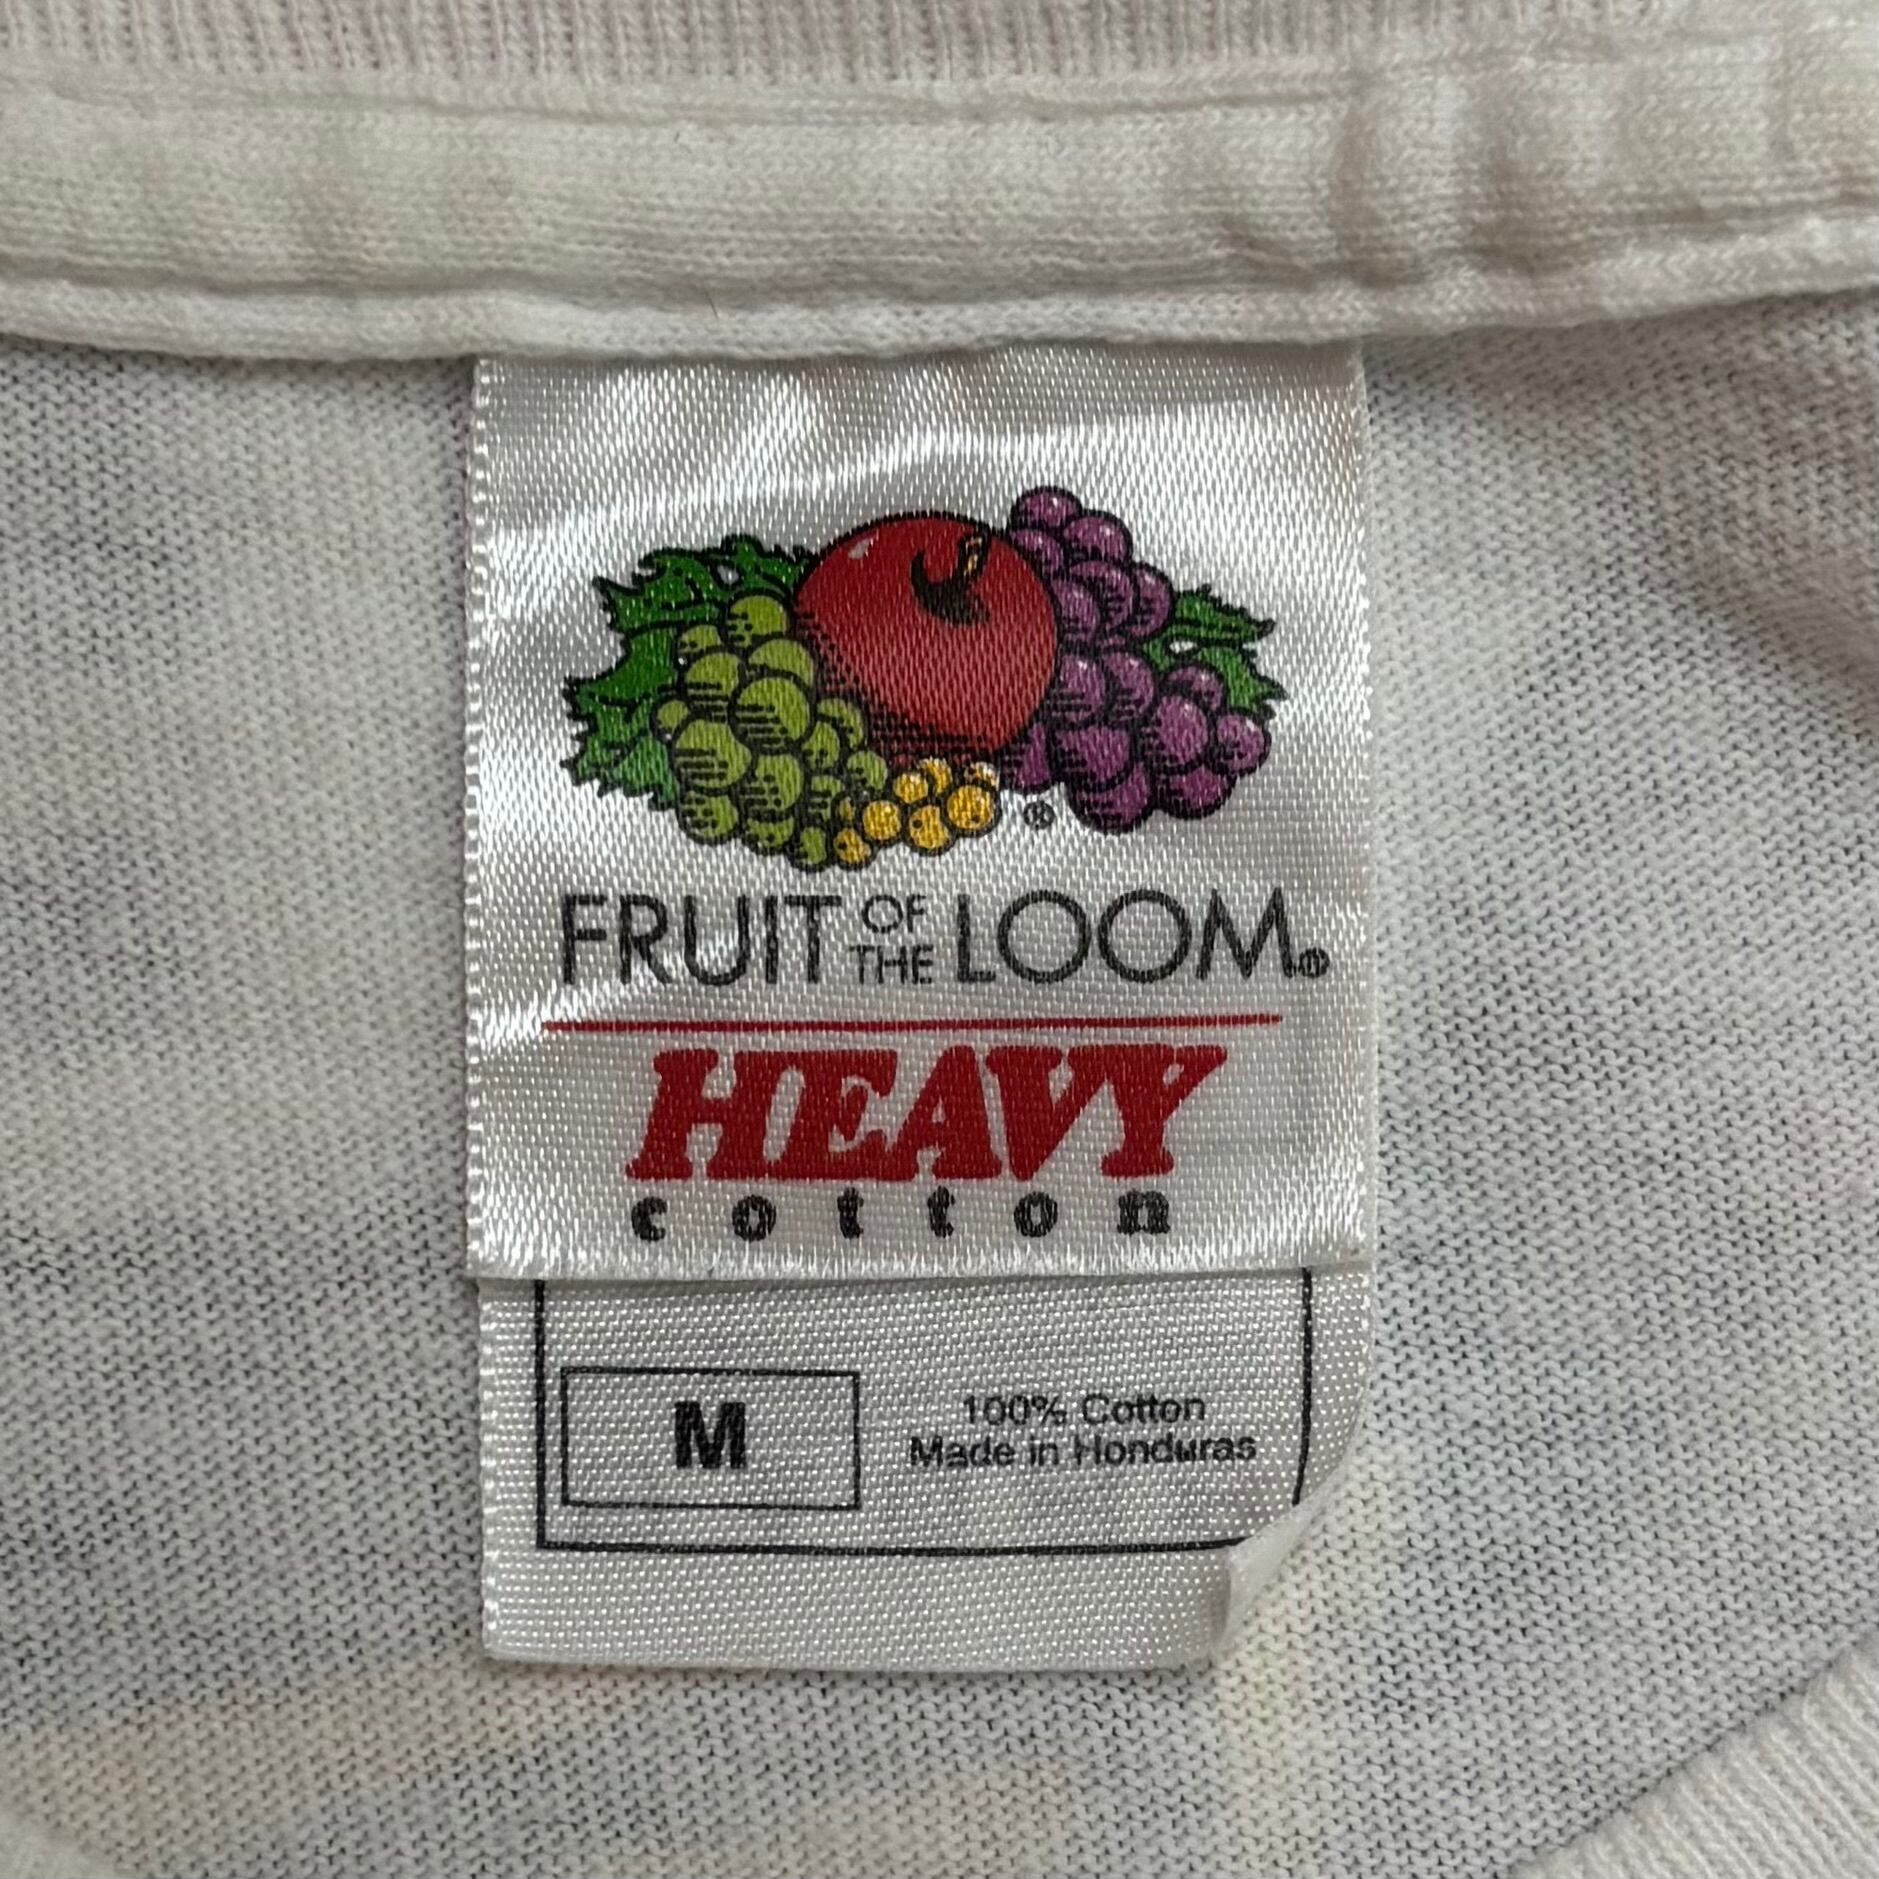 ®
FRUIT OF THE LOOM®
HEAVY
cotton
M
100% Cotton
Made in Honduras